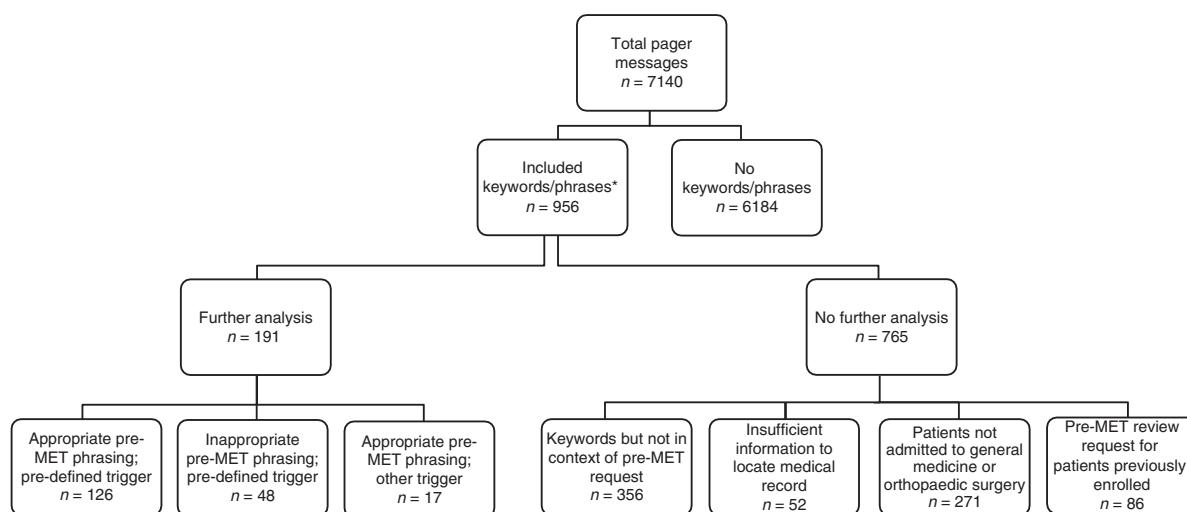 Total pager
messages
n = 7140
Included
keywords/phrases*
n = 956
No
keywords/phrases
n = 6184
Further analysis
n = 191
No further analysis
n = 765
Appropriate pre-
MET phrasing;
pre-defined trigger
n = 126
Inappropriate
pre-MET phrasing;
pre-defined trigger
n = 48
Appropriate pre-
MET phrasing;
other trigger
n = 17
Keywords but not in
context of pre-MET
request
n = 356
Insufficient
information to
locate medical
record
n = 52
Patients not
admitted to general
medicine or
orthopaedic surgery
n = 271
Pre-MET review
request for
patients previously
enrolled
n = 86